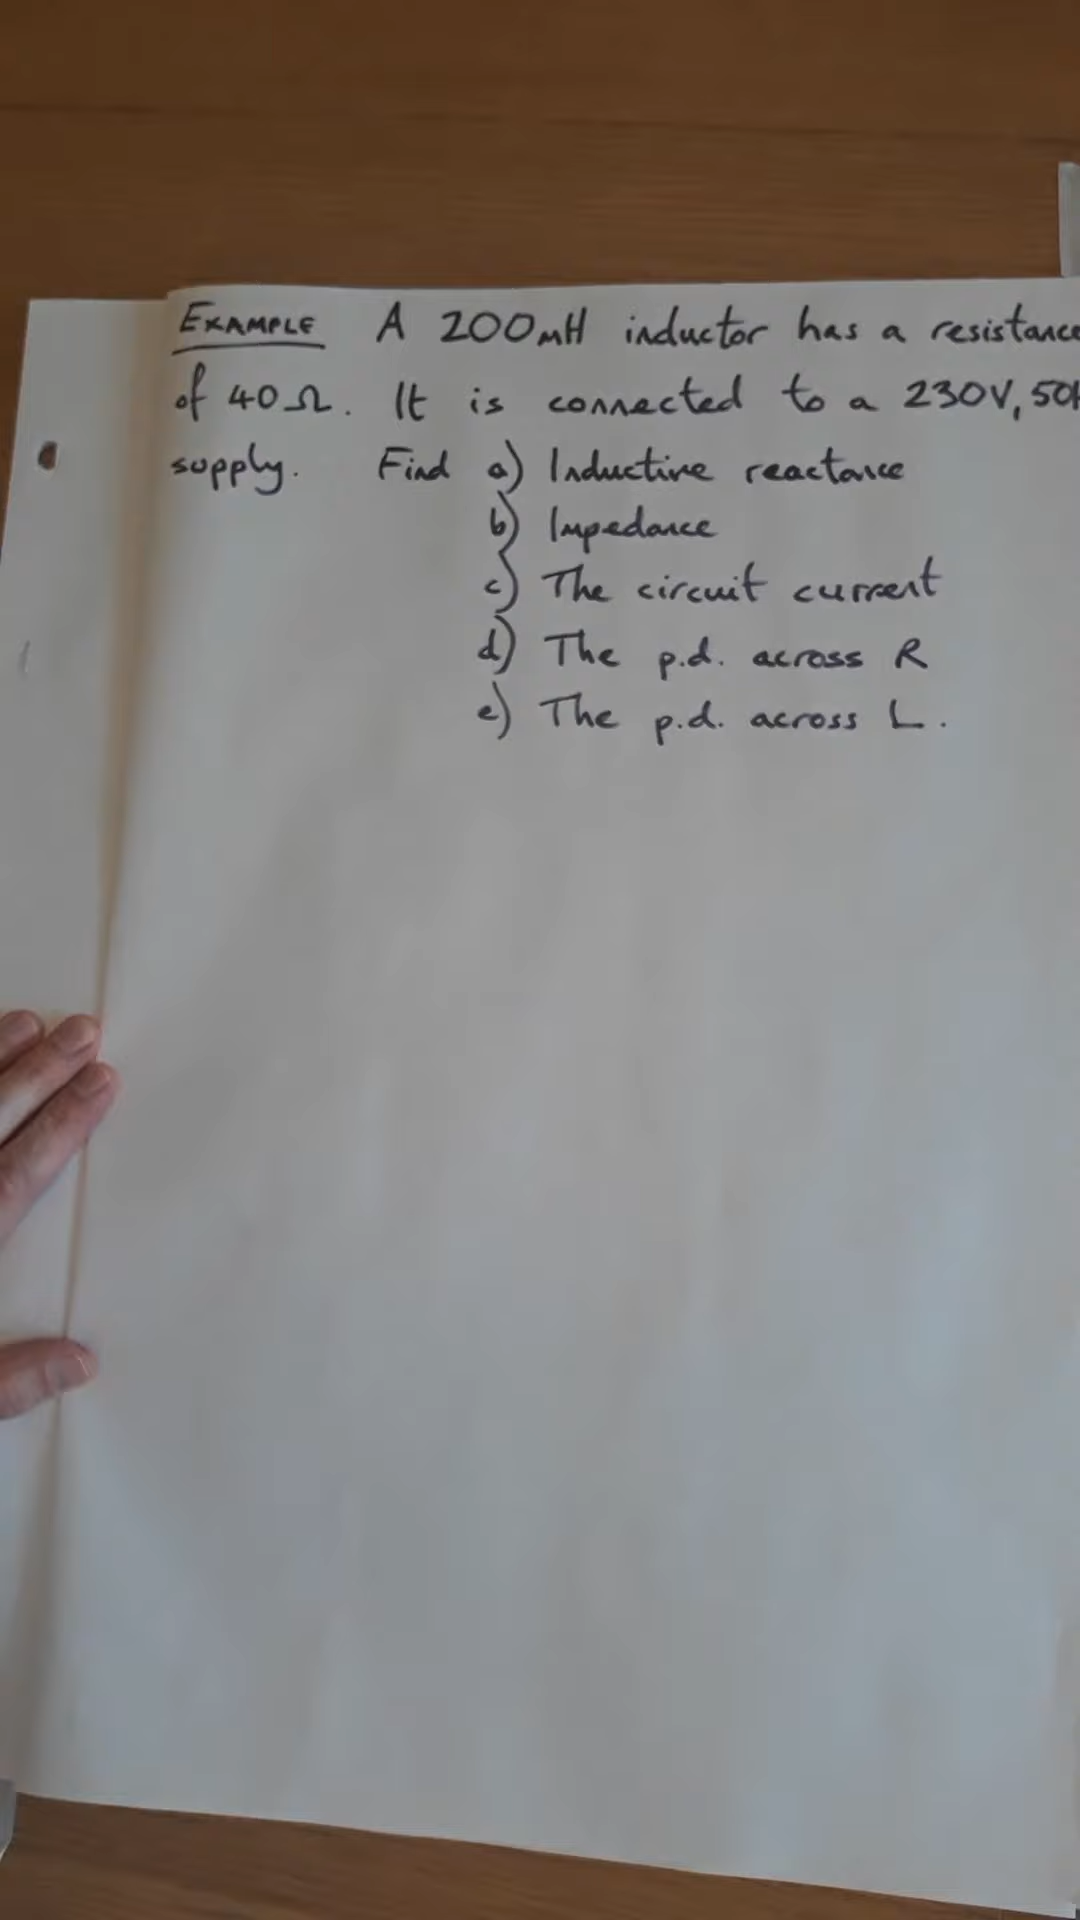 EXAMPLE A 200mH inductor has a resistance
of 40Ω. It is connected to a 230V, 50H
supply. Find a) Inductive reactance
b) Impedance
c) The circuit current
d) The p.d. across R
e) The p.d. across L.